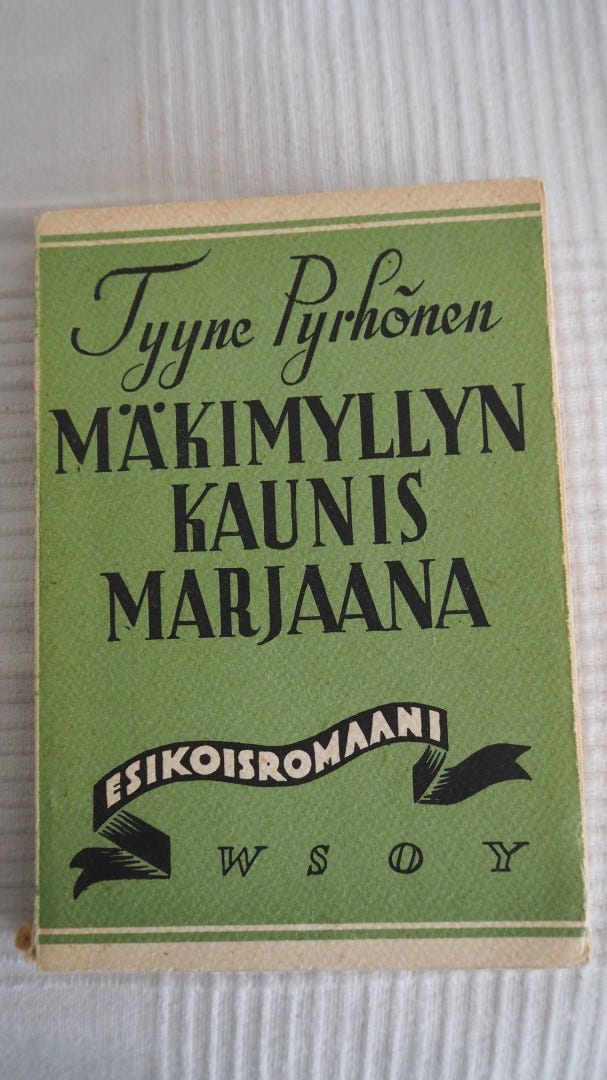 Tyyne Pyrhönen
MÄKIMYLLYN
KAUNIS
MARJAANA
ESIKOISROMAANI
WSOY